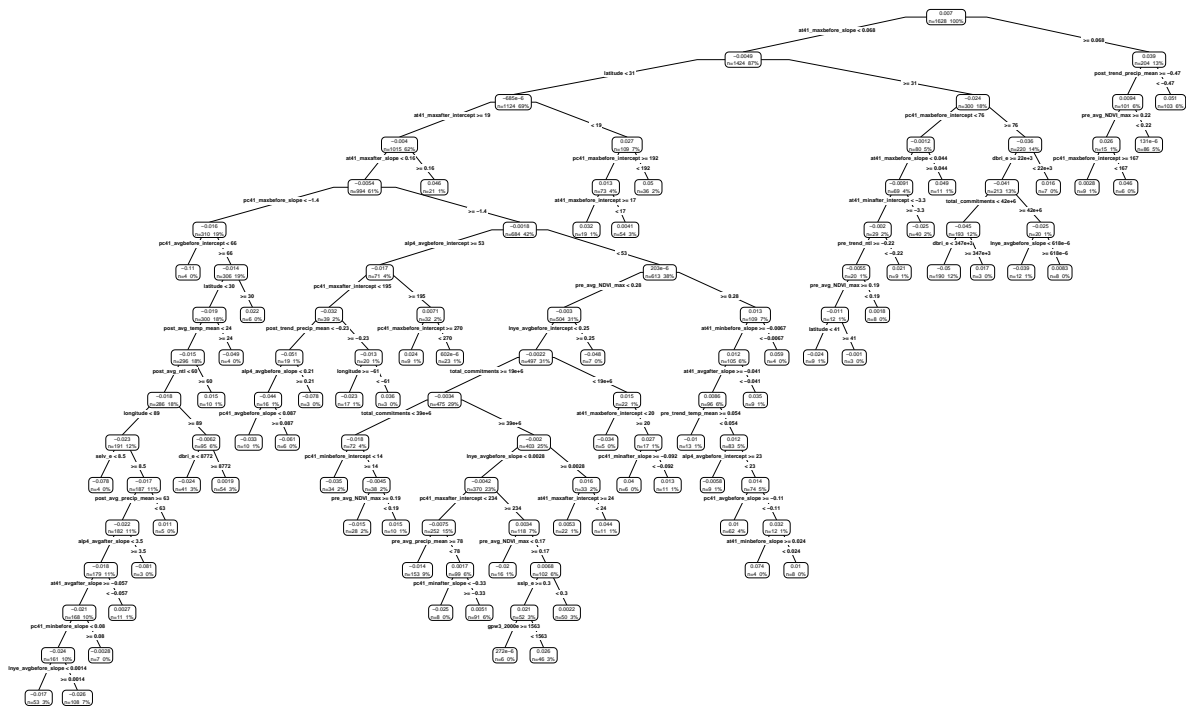 0.007
n=1628 100%
at41_maxbefore_slope < 0.068
>= 0.068
−0.0049
n=1424 87%
0.039
n=204 13%
latitude < 31
>= 31
post_trend_precip_mean >= −0.47
< −0.47
−685e−6
n=1124 69%
−0.024
n=300 18%
0.0094
n=101 6%
0.051
n=103 6%
at41_maxafter_intercept >= 19
< 19
pc41_maxbefore_intercept < 76
>= 76
pre_avg_NDVI_max >= 0.22
< 0.22
−0.004
n=1015 62%
0.027
n=109 7%
−0.0012
n=80 5%
−0.036
n=220 14%
0.026
n=15 1%
131e−6
n=86 5%
at41_maxafter_slope < 0.16
>= 0.16
pc41_maxbefore_intercept >= 192
< 192
at41_maxbefore_slope < 0.044
>= 0.044
dbri_e >= 22e+3
< 22e+3
pc41_maxbefore_intercept >= 167
< 167
−0.0054
n=994 61%
0.046
n=21 1%
0.013
n=73 4%
0.05
n=36 2%
−0.0091
n=69 4%
0.049
n=11 1%
−0.041
n=213 13%
0.016
n=7 0%
0.0028
n=9 1%
0.046
n=6 0%
pc41_maxbefore_slope < −1.4
>= −1.4
at41_maxbefore_intercept >= 17
< 17
at41_minafter_intercept < −3.3
>= −3.3
total_commitments < 42e+6
>= 42e+6
−0.016
n=310 19%
−0.0018
n=684 42%
0.032
n=19 1%
0.0041
n=54 3%
−0.002
n=29 2%
−0.025
n=40 2%
−0.045
n=193 12%
−0.025
n=20 1%
pc41_avgbefore_intercept < 66
>= 66
alp4_avgbefore_intercept >= 53
< 53
pre_trend_ntl >= −0.22
< −0.22
dbri_e < 347e+3
>= 347e+3
lnye_avgbefore_slope < 618e−6
>= 618e−6
−0.11
n=4 0%
−0.014
n=306 19%
−0.017
n=71 4%
203e−6
n=613 38%
−0.0055
n=20 1%
0.021
n=9 1%
−0.05
n=190 12%
0.017
n=3 0%
−0.039
n=12 1%
0.0083
n=8 0%
latitude < 30
>= 30
pc41_maxafter_intercept < 195
>= 195
pre_avg_NDVI_max < 0.28
>= 0.28
pre_avg_NDVI_max >= 0.19
< 0.19
−0.019
n=300 18%
0.022
n=6 0%
−0.032
n=39 2%
0.0071
n=32 2%
−0.003
n=504 31%
0.013
n=109 7%
−0.011
n=12 1%
0.0018
n=8 0%
post_avg_temp_mean < 24
>= 24
post_trend_precip_mean < −0.23
>= −0.23
pc41_maxbefore_intercept >= 270
< 270
lnye_avgbefore_intercept < 0.25
>= 0.25
at41_minbefore_slope >= −0.0067
< −0.0067
latitude < 41
>= 41
−0.015
n=296 18%
−0.049
n=4 0%
−0.051
n=19 1%
−0.013
n=20 1%
0.024
n=9 1%
602e−6
n=23 1%
−0.0022
n=497 31%
−0.048
n=7 0%
0.012
n=105 6%
0.059
n=4 0%
−0.024
n=9 1%
−0.001
n=3 0%
post_avg_ntl < 60
>= 60
alp4_avgbefore_slope < 0.21
>= 0.21
longitude >= −61
< −61
total_commitments >= 19e+6
< 19e+6
at41_avgafter_slope >= −0.041
< −0.041
−0.018
n=286 18%
0.015
n=10 1%
−0.044
n=16 1%
−0.078
n=3 0%
−0.023
n=17 1%
0.036
n=3 0%
−0.0034
n=475 29%
0.015
n=22 1%
0.0086
n=96 6%
0.035
n=9 1%
longitude < 89
>= 89
pc41_avgbefore_slope < 0.087
>= 0.087
total_commitments < 39e+6
>= 39e+6
at41_maxbefore_intercept < 20
>= 20
pre_trend_temp_mean >= 0.054
< 0.054
−0.023
n=191 12%
−0.0062
n=95 6%
−0.033
n=10 1%
−0.061
n=6 0%
−0.018
n=72 4%
−0.002
n=403 25%
−0.034
n=5 0%
0.027
n=17 1%
−0.01
n=13 1%
0.012
n=83 5%
selv_e < 8.5
>= 8.5
dbri_e < 8772
>= 8772
pc41_minbefore_intercept < 14
>= 14
lnye_avgbefore_slope < 0.0028
>= 0.0028
pc41_minafter_slope >= −0.092
< −0.092
alp4_avgbefore_intercept >= 23
< 23
−0.078
n=4 0%
−0.017
n=187 11%
−0.024
n=41 3%
0.0019
n=54 3%
−0.035
n=34 2%
−0.0045
n=38 2%
−0.0042
n=370 23%
0.016
n=33 2%
0.04
n=6 0%
0.013
n=11 1%
−0.0058
n=9 1%
0.014
n=74 5%
post_avg_precip_mean >= 63
< 63
pre_avg_NDVI_max >= 0.19
< 0.19
pc41_maxafter_intercept < 234
>= 234
at41_maxafter_intercept >= 24
< 24
pc41_avgbefore_slope >= −0.11
< −0.11
−0.022
n=182 11%
0.011
n=5 0%
−0.015
n=28 2%
0.015
n=10 1%
−0.0075
n=252 15%
0.0034
n=118 7%
0.0053
n=22 1%
0.044
n=11 1%
0.01
n=62 4%
0.032
n=12 1%
alp4_avgafter_slope < 3.5
>= 3.5
pre_avg_precip_mean >= 78
< 78
pre_avg_NDVI_max < 0.17
>= 0.17
at41_minbefore_slope >= 0.024
< 0.024
−0.018
n=179 11%
−0.081
n=3 0%
−0.014
n=153 9%
0.0017
n=99 6%
−0.02
n=16 1%
0.0068
n=102 6%
0.074
n=4 0%
0.01
n=8 0%
at41_avgafter_slope >= −0.057
< −0.057
pc41_minafter_slope < −0.33
>= −0.33
sslp_e >= 0.3
< 0.3
−0.021
n=168 10%
0.0027
n=11 1%
−0.025
n=8 0%
0.0051
n=91 6%
0.021
n=52 3%
0.0022
n=50 3%
pc41_minbefore_slope < 0.08
>= 0.08
gpw3_2000e >= 1563
< 1563
−0.024
n=161 10%
−0.0028
n=7 0%
272e−6
n=6 0%
0.026
n=46 3%
lnye_avgbefore_slope < 0.0014
>= 0.0014
−0.017
n=53 3%
−0.026
n=108 7%